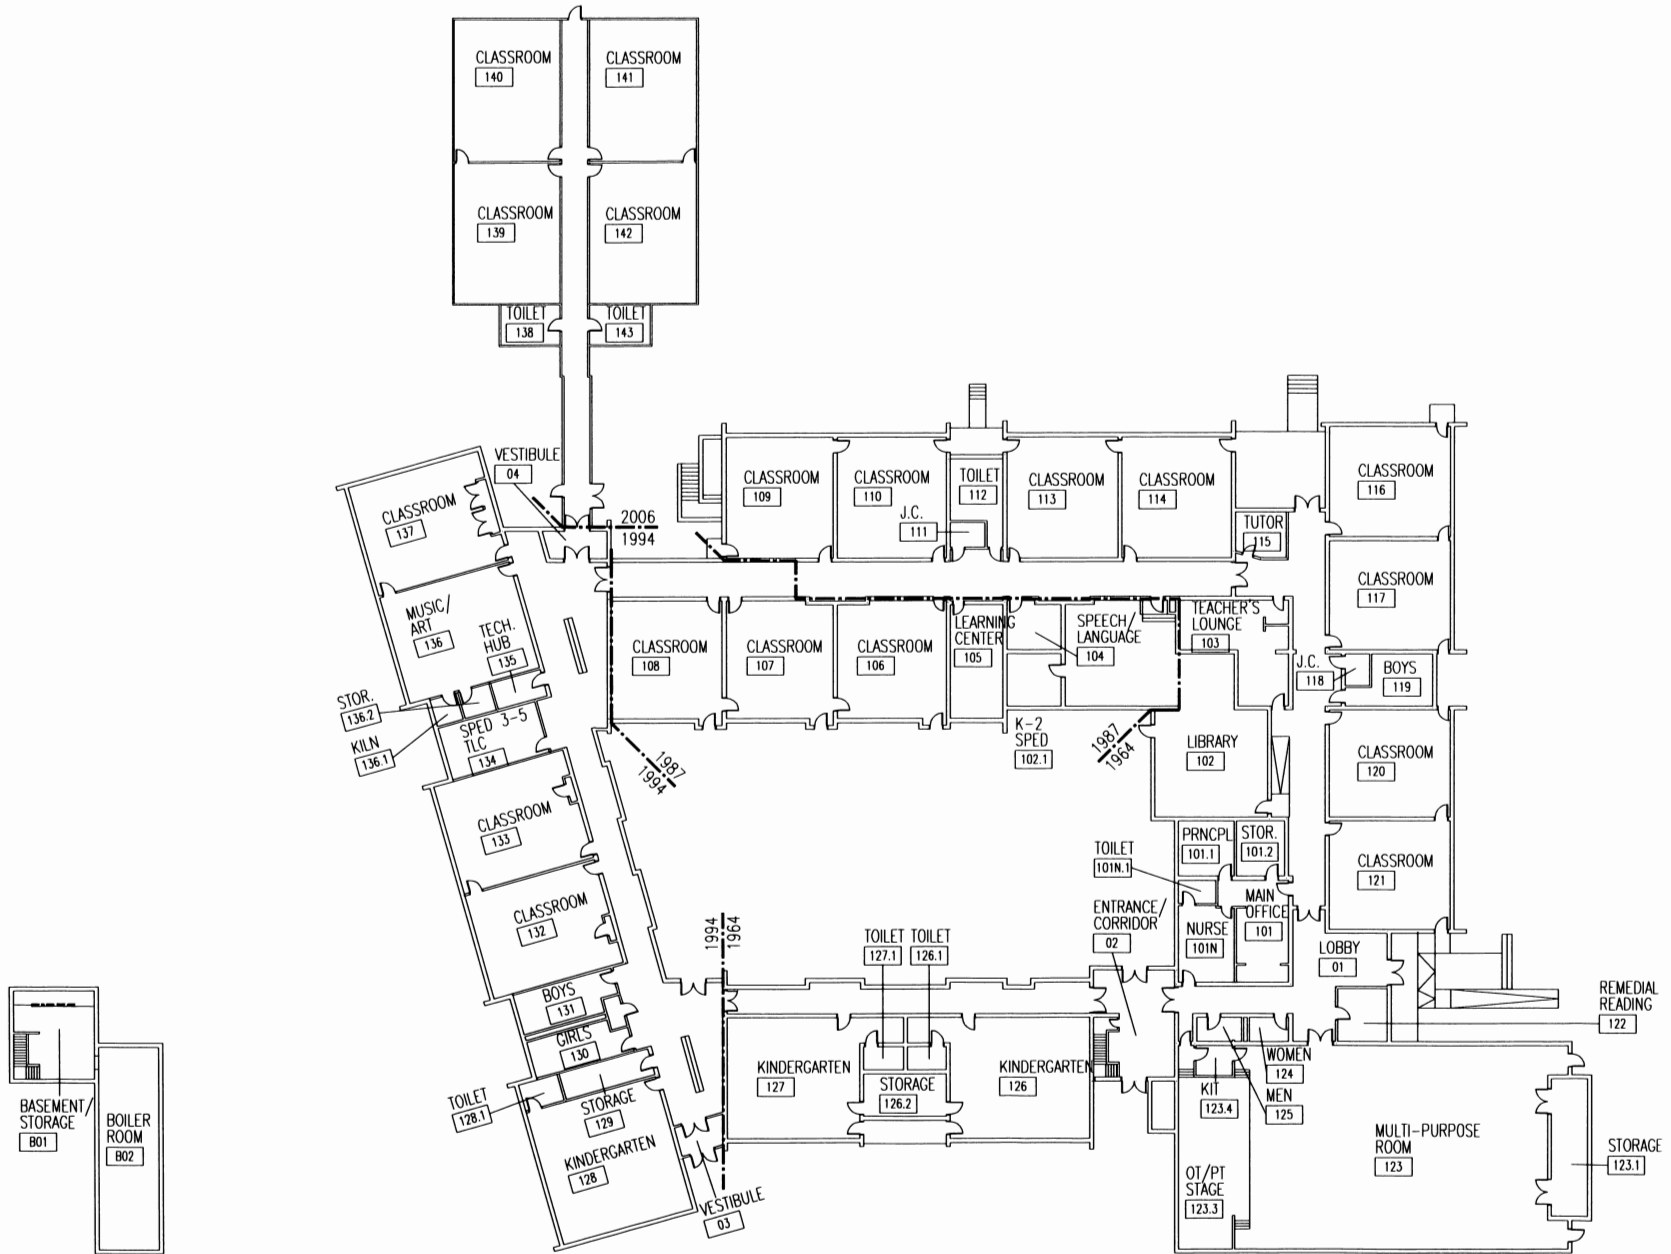 CLASSROOM
140
CLASSROOM
141
CLASSROOM
139
CLASSROOM
142
TOILET
138
TOILET
143
VESTIBULE
04
2006
1994
CLASSROOM
137
MUSIC/
ART
136
TECH.
HUB
135
STOR.
136.2
KILN
136.1
SPED 3-5
TLC
134
CLASSROOM
133
CLASSROOM
132
BOYS
131
GIRLS
130
TOILET
128.1
STORAGE
129
KINDERGARTEN
128
VESTIBULE
03
CLASSROOM
109
CLASSROOM
110
TOILET
112
J.C.
111
CLASSROOM
113
CLASSROOM
114
TUTOR
115
CLASSROOM
116
CLASSROOM
117
CLASSROOM
108
CLASSROOM
107
CLASSROOM
106
LEARNING
CENTER
105
SPEECH/
LANGUAGE
104
TEACHER'S
LOUNGE
103
J.C.
118
BOYS
119
K-2
SPED
102.1
1987
1964
1987
1994
LIBRARY
102
CLASSROOM
120
CLASSROOM
121
PRNCPL
101.1
STOR.
101.2
TOILET
101N.1
MAIN
OFFICE
101
NURSE
101N
ENTRANCE/
CORRIDOR
02
LOBBY
01
REMEDIAL
READING
122
1994
1964
TOILET
127.1
TOILET
126.1
KINDERGARTEN
127
STORAGE
126.2
KINDERGARTEN
126
WOMEN
124
MEN
125
KIT
123.4
OT/PT
STAGE
123.3
MULTI-PURPOSE
ROOM
123
STORAGE
123.1
BASEMENT/
STORAGE
B01
BOILER
ROOM
B02